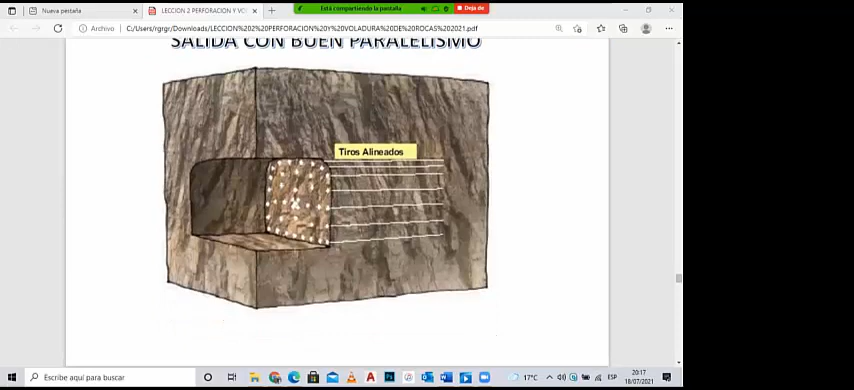 Nueva pestaña
LECCION 2 PERFORACION Y VO
Está compartiendo la pantalla
Deja de
Archivo
C:/Users/rgrgr/Downloads/LECCION%202%20PERFORACION%20Y%20VOLADURA%20DE%20ROCAS%202021.pdf
SALIDA CON BUEN PARALELISMO
Tiros Alineados
Escribe aquí para buscar
17°C
ESP
20:17
18/07/2021